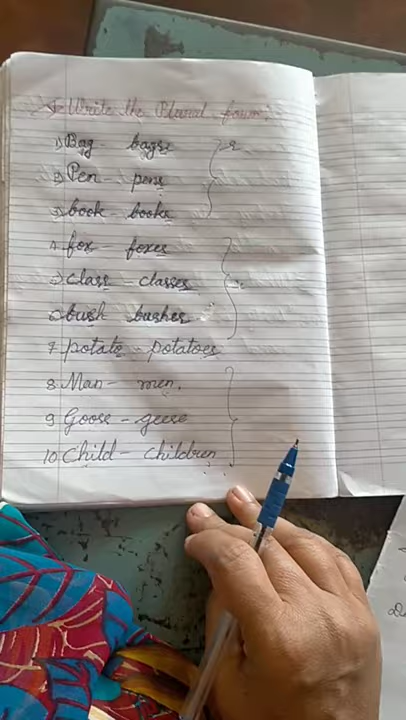 Write the Plural form:
1) Bag - bags
2) Pen - pens
3) book - books
4 fox - foxes
5) class - classes
6) bush bushes
7 potato - potatoes
8 Man - men.
9 Goose - geese
10 Child - children